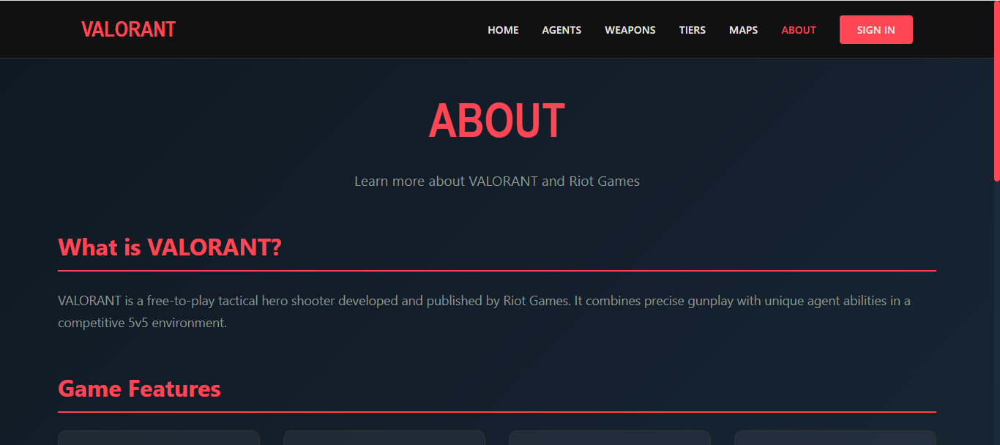 VALORANT
HOME AGENTS WEAPONS TIERS MAPS ABOUT SIGN IN
ABOUT
Learn more about VALORANT and Riot Games
What is VALORANT?
VALORANT is a free-to-play tactical hero shooter developed and published by Riot Games. It combines precise gunplay with unique agent abilities in a
competitive 5v5 environment.
Game Features